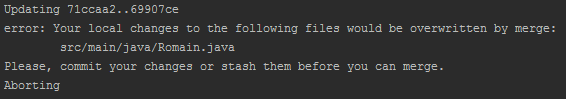 Updating 71ccaa2..69907ce
error: Your local changes to the following files would be overwritten by merge:
src/main/java/Romain.java
Please, commit your changes or stash them before you can merge.
Aborting